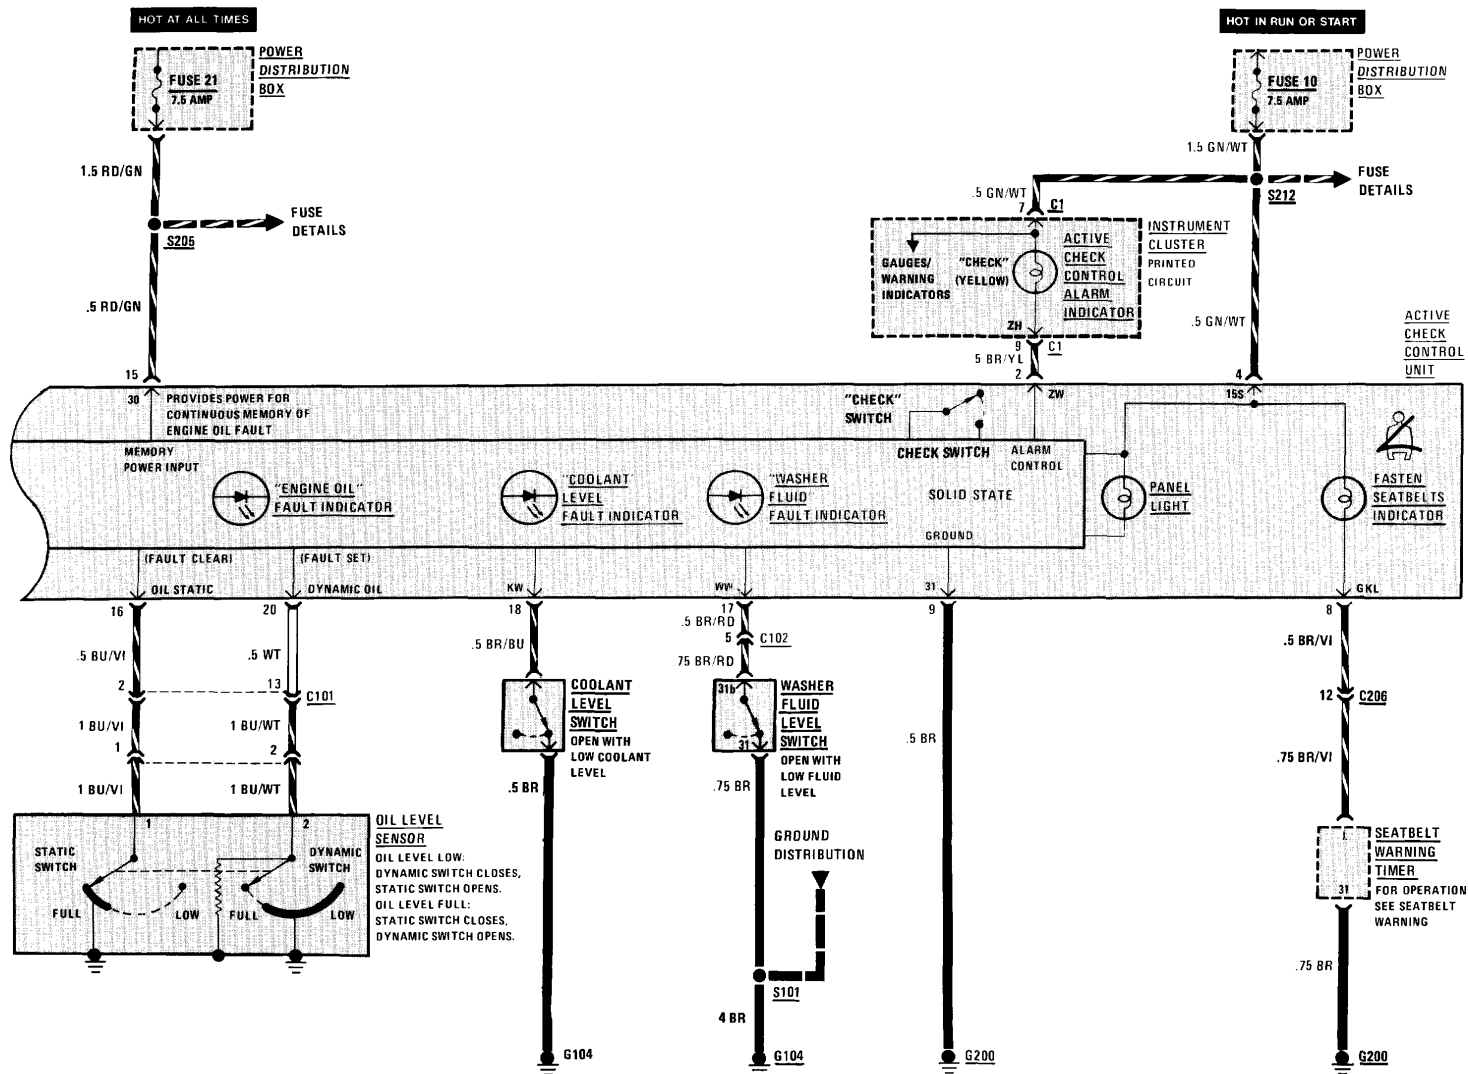 HOT AT ALL TIMES
FUSE 21
7.5 AMP
POWER
DISTRIBUTION
BOX
1.5 RD/GN
S205
FUSE
DETAILS
.5 RD/GN
15
HOT IN RUN OR START
FUSE 10
7.5 AMP
POWER
DISTRIBUTION
BOX
1.5 GN/WT
S212
FUSE
DETAILS
.5 GN/WT
7
C1
GAUGES/
WARNING
INDICATORS
"CHECK"
(YELLOW)
ACTIVE
CHECK
CONTROL
ALARM
INDICATOR
INSTRUMENT
CLUSTER
PRINTED
CIRCUIT
ZH
9
C1
5 BR/YL
2
.5 GN/WT
4
ACTIVE
CHECK
CONTROL
UNIT
30
PROVIDES POWER FOR
CONTINUOUS MEMORY OF
ENGINE OIL FAULT
MEMORY
POWER INPUT
"CHECK"
SWITCH
ZW
15S
CHECK SWITCH
ALARM
CONTROL
"ENGINE OIL"
FAULT INDICATOR
"COOLANT
LEVEL
FAULT INDICATOR
"WASHER
FLUID"
FAULT INDICATOR
SOLID STATE
GROUND
PANEL
LIGHT
FASTEN
SEATBELTS
INDICATOR
(FAULT CLEAR)
(FAULT SET)
OIL STATIC
DYNAMIC OIL
KW
WW
31
GKL
16
20
18
17
9
8
.5 BU/VI
.5 WT
2
13
C101
1 BU/VI
1 BU/WT
1
2
1 BU/VI
1 BU/WT
1
2
STATIC
SWITCH
DYNAMIC
SWITCH
FULL
LOW
FULL
LOW
OIL LEVEL
SENSOR
OIL LEVEL LOW:
DYNAMIC SWITCH CLOSES,
STATIC SWITCH OPENS.
OIL LEVEL FULL:
STATIC SWITCH CLOSES,
DYNAMIC SWITCH OPENS.
.5 BR/BU
COOLANT
LEVEL
SWITCH
OPEN WITH
LOW COOLANT
LEVEL
.5 BR
G104
.5 BR/RD
5
C102
.75 BR/RD
31b
31
WASHER
FLUID
LEVEL
SWITCH
OPEN WITH
LOW FLUID
LEVEL
.75 BR
GROUND
DISTRIBUTION
S101
4 BR
G104
.5 BR
G200
.5 BR/VI
12
C206
.75 BR/VI
31
SEATBELT
WARNING
TIMER
FOR OPERATION
SEE SEATBELT
WARNING
.75 BR
G200